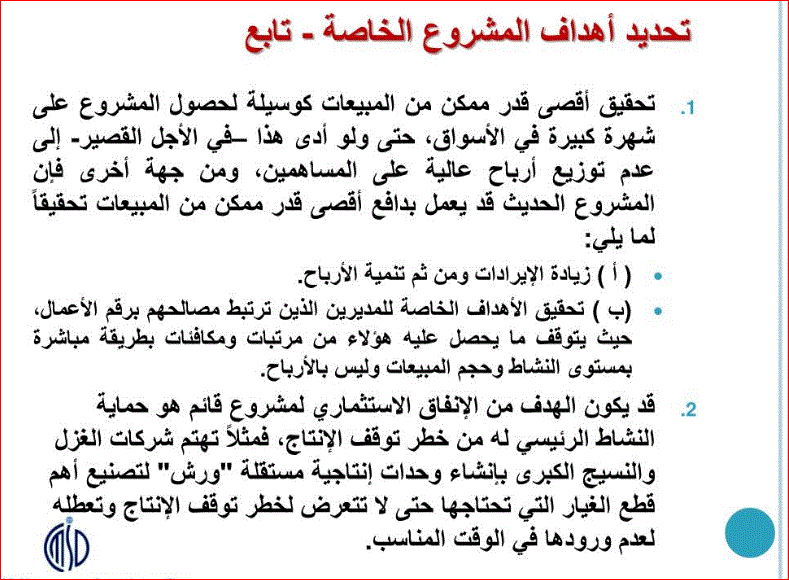 تحديد أهداف المشروع الخاصة - تابع
1. تحقيق أقصى قدر ممكن من المبيعات كوسيلة لحصول المشروع على
شهرة كبيرة في الأسواق، حتى ولو أدى هذا –في الأجل القصير- إلى
عدم توزيع أرباح عالية على المساهمين، ومن جهة أخرى فإن
المشروع الحديث قد يعمل بدافع أقصى قدر ممكن من المبيعات تحقيقاً
لما يلي:
• ( أ ) زيادة الإيرادات ومن ثم تنمية الأرباح.
• (ب ) تحقيق الأهداف الخاصة للمديرين الذين ترتبط مصالحهم برقم الأعمال،
حيث يتوقف ما يحصل عليه هؤلاء من مرتبات ومكافئات بطريقة مباشرة
بمستوى النشاط وحجم المبيعات وليس بالأرباح.
2. قد يكون الهدف من الإنفاق الاستثماري لمشروع قائم هو حماية
النشاط الرئيسي له من خطر توقف الإنتاج، فمثلاً تهتم شركات الغزل
والنسيج الكبرى بإنشاء وحدات إنتاجية مستقلة "ورش" لتصنيع أهم
قطع الغيار التي تحتاجها حتى لا تتعرض لخطر توقف الإنتاج وتعطله
لعدم ورودها في الوقت المناسب.